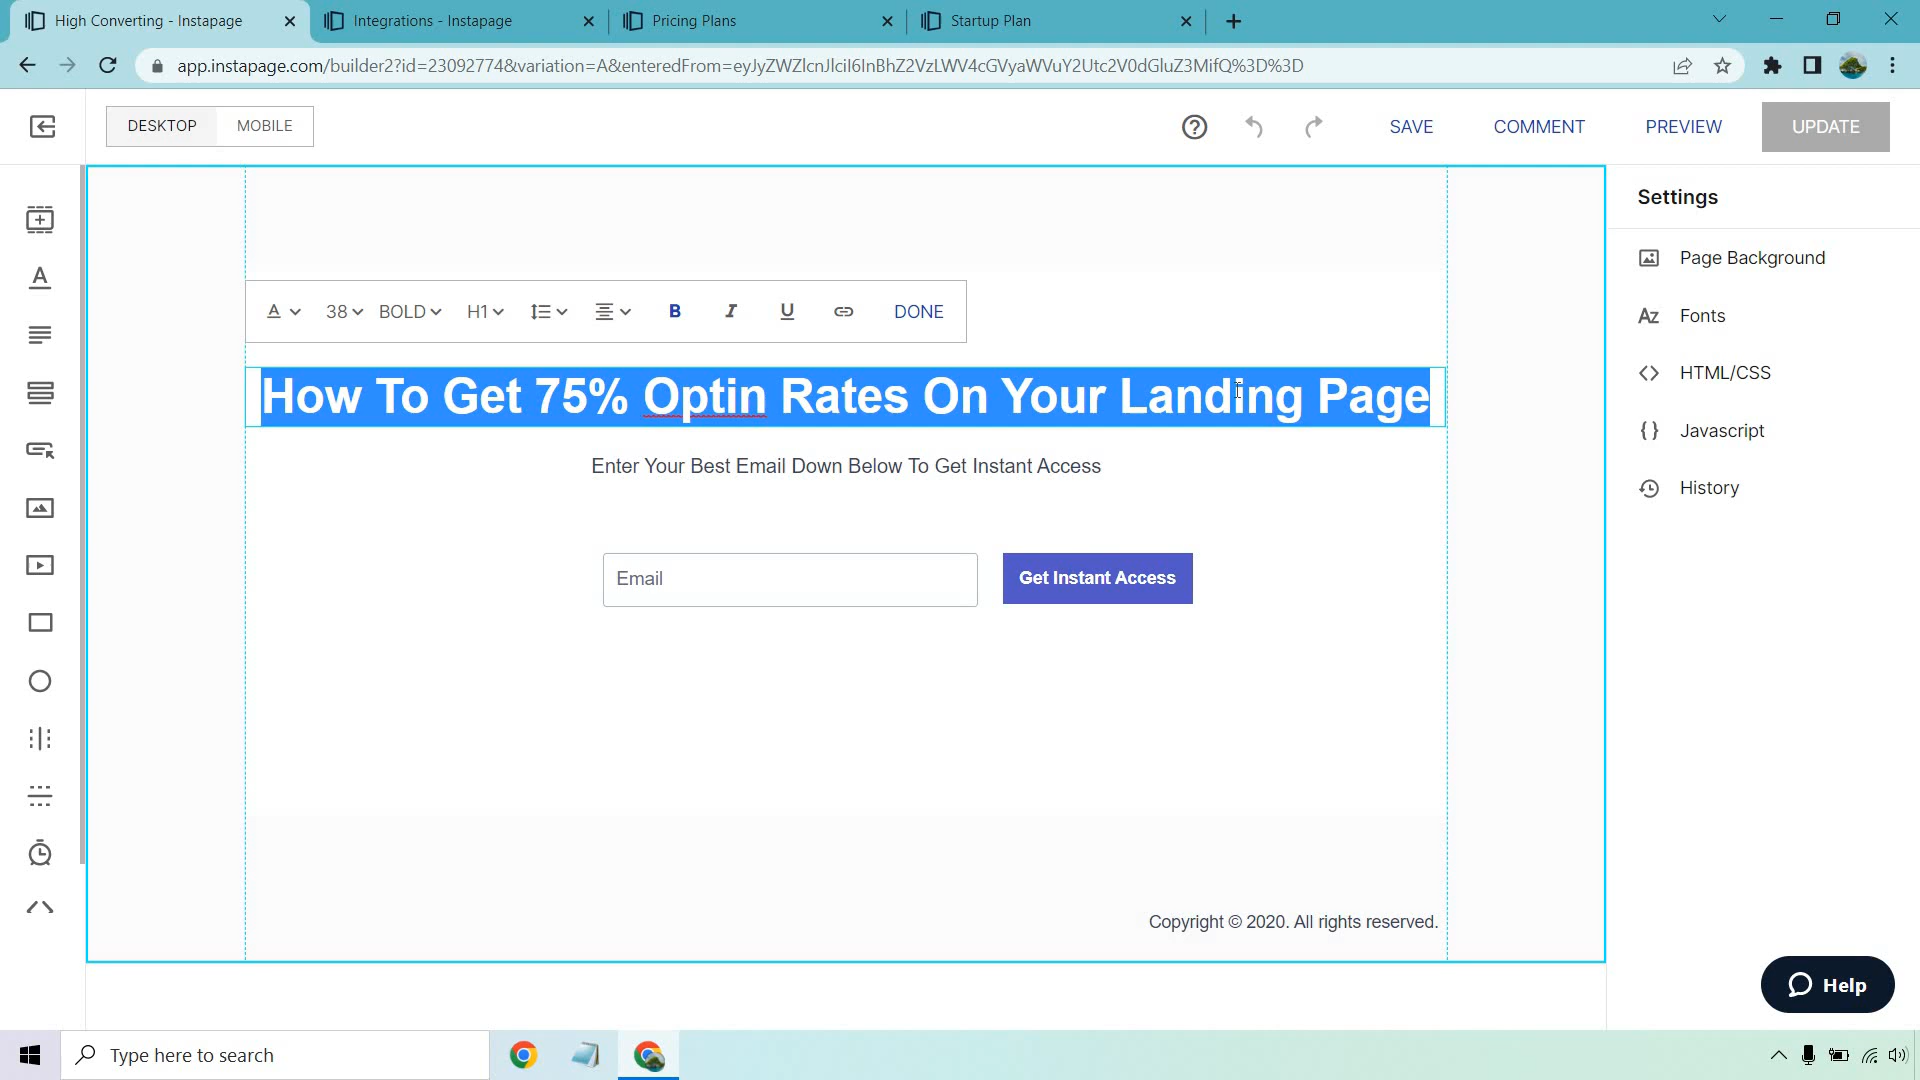 High Converting - Instapage
Integrations - Instapage
Pricing Plans
Startup Plan
app.instapage.com/builder2?id=23092774&variation=A&enteredFrom=eyJyZWZlcnJlciI6InBhZ2VzLWV4cGVyaWVuY2Utc2V0dGluZ3MifQ%3D%3D
DESKTOP
MOBILE
SAVE
COMMENT
PREVIEW
UPDATE
Settings
Page Background
Fonts
HTML/CSS
Javascript
History
A 38 BOLD H1 B I U DONE
How To Get 75% Optin Rates On Your Landing Page
Enter Your Best Email Down Below To Get Instant Access
Email
Get Instant Access
Copyright © 2020. All rights reserved.
Help
Type here to search